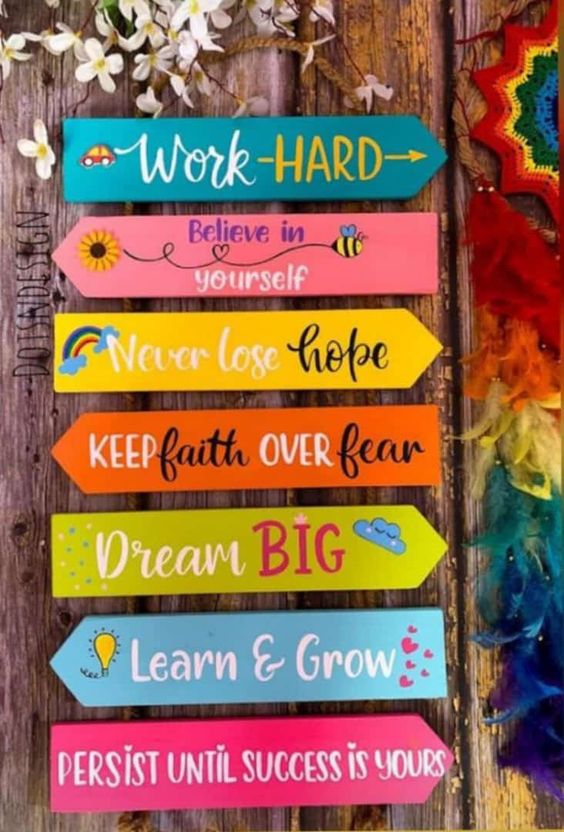 Work-HARD
Believe in
yourself
Never lose hope
KEEP faith OVER fear
Dream BIG
Learn & Grow
PERSIST UNTIL SUCCESS IS YOURS
DOTSNDESIGN